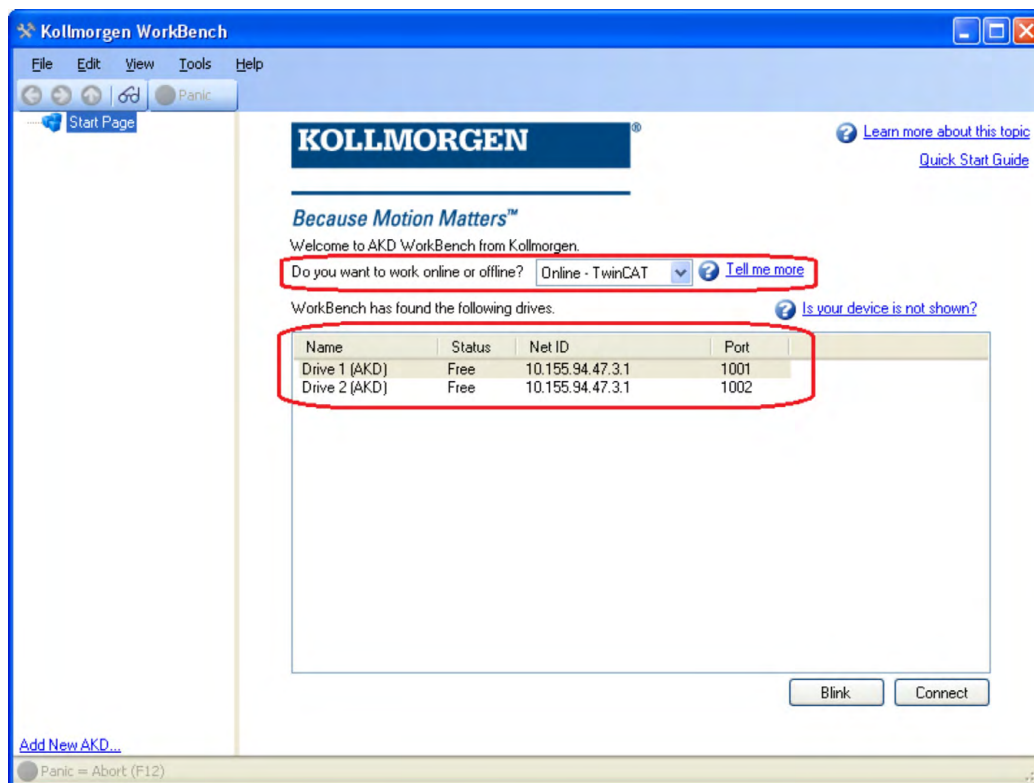 Kollmorgen WorkBench
File Edit View Tools Help
Panic
Start Page
KOLLMORGEN®
Learn more about this topic
Quick Start Guide
Because Motion Matters™
Welcome to AKD WorkBench from Kollmorgen.
Do you want to work online or offline? Online - TwinCAT Tell me more
WorkBench has found the following drives. Is your device is not shown?
Name Status Net ID Port
Drive 1 (AKD) Free 10.155.94.47.3.1 1001
Drive 2 (AKD) Free 10.155.94.47.3.1 1002
Blink Connect
Add New AKD...
Panic = Abort (F12)